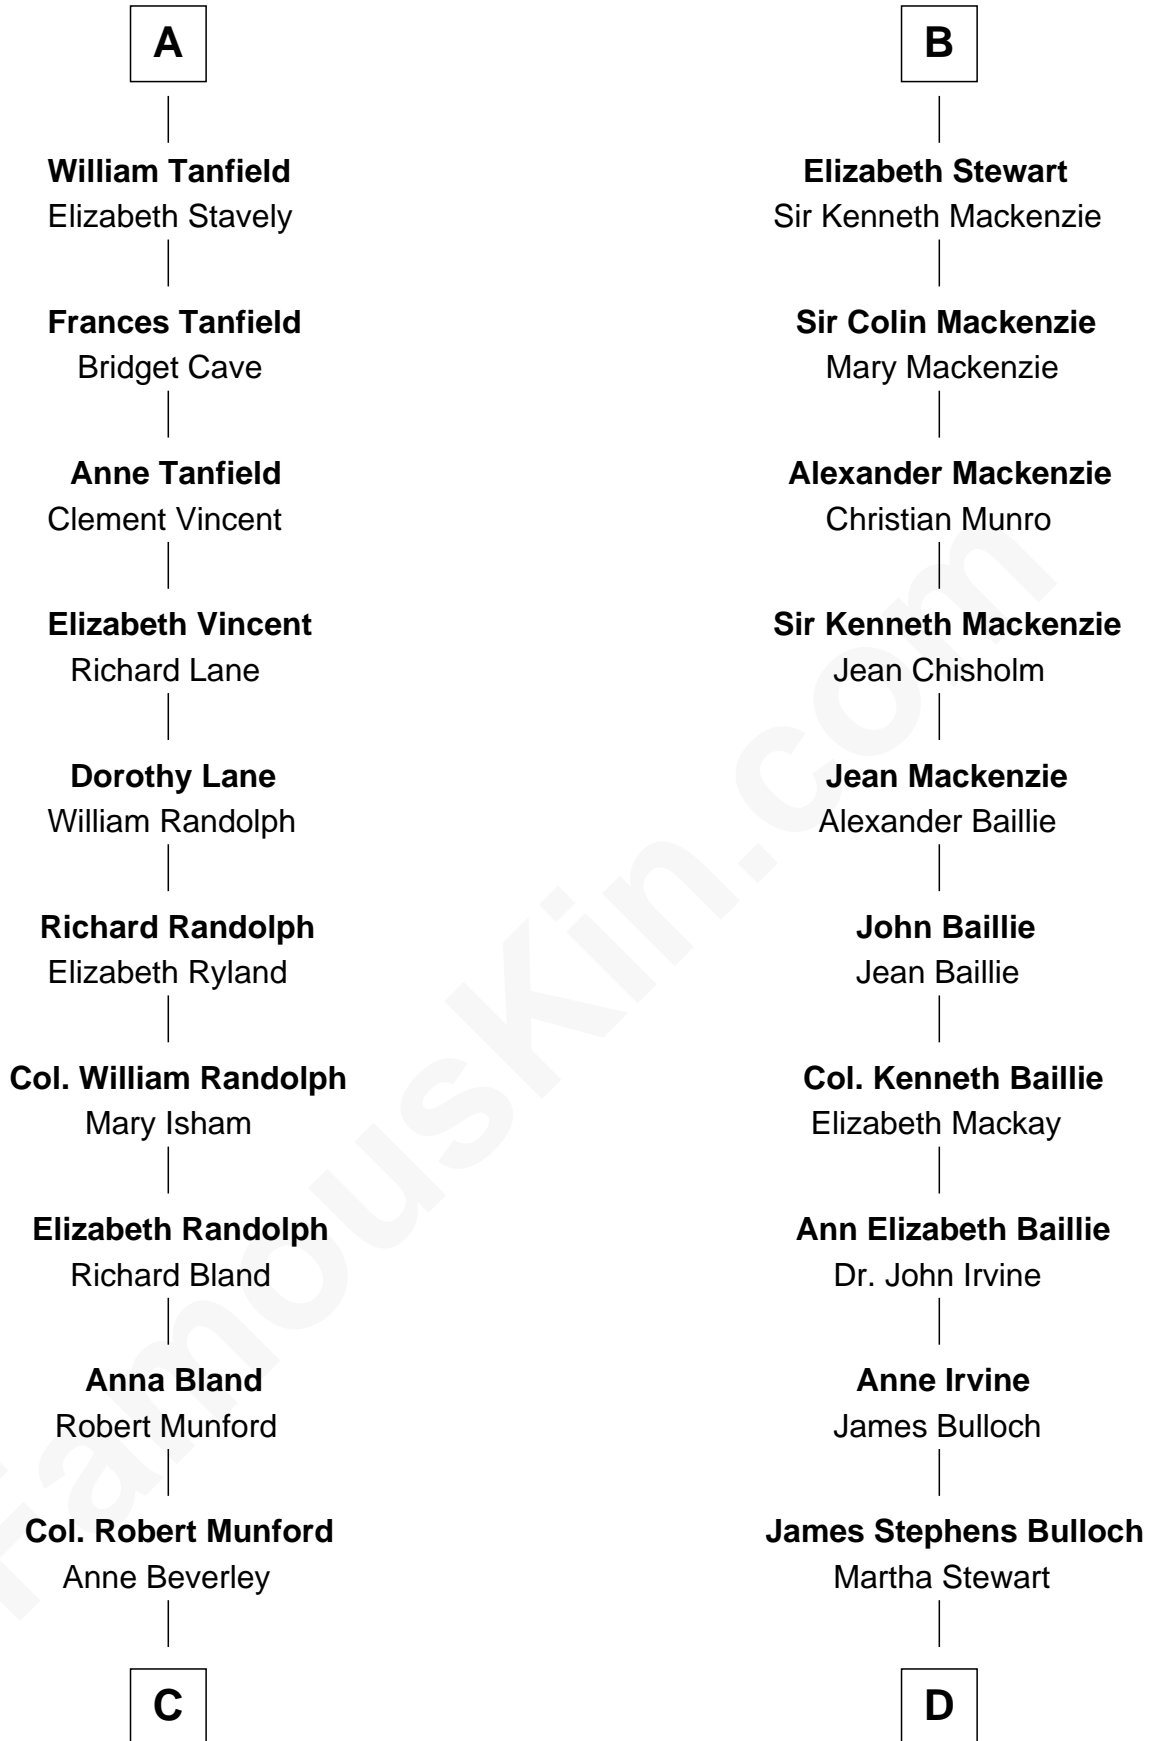 A
William Tanfield
Elizabeth Stavely
Frances Tanfield
Bridget Cave
Anne Tanfield
Clement Vincent
Elizabeth Vincent
Richard Lane
Dorothy Lane
William Randolph
Richard Randolph
Elizabeth Ryland
Col. William Randolph
Mary Isham
Elizabeth Randolph
Richard Bland
Anna Bland
Robert Munford
Col. Robert Munford
Anne Beverley
C
B
Elizabeth Stewart
Sir Kenneth Mackenzie
Sir Colin Mackenzie
Mary Mackenzie
Alexander Mackenzie
Christian Munro
Sir Kenneth Mackenzie
Jean Chisholm
Jean Mackenzie
Alexander Baillie
John Baillie
Jean Baillie
Col. Kenneth Baillie
Elizabeth Mackay
Ann Elizabeth Baillie
Dr. John Irvine
Anne Irvine
James Bulloch
James Stephens Bulloch
Martha Stewart
D
FamousKin.com